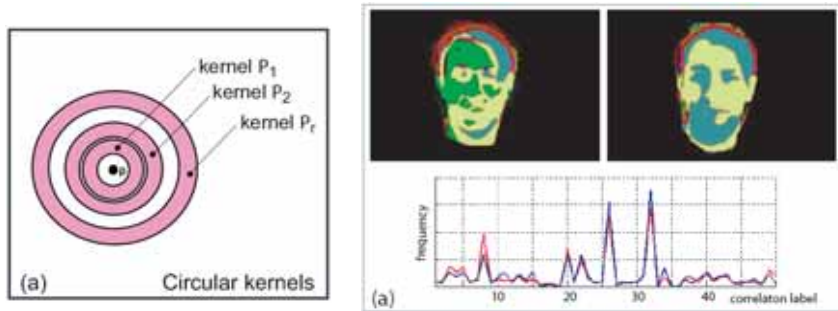 kernel P1
kernel P2
kernel Pr
p
(a) Circular kernels
frequency
(a) 10 20 30 40 correlaton label